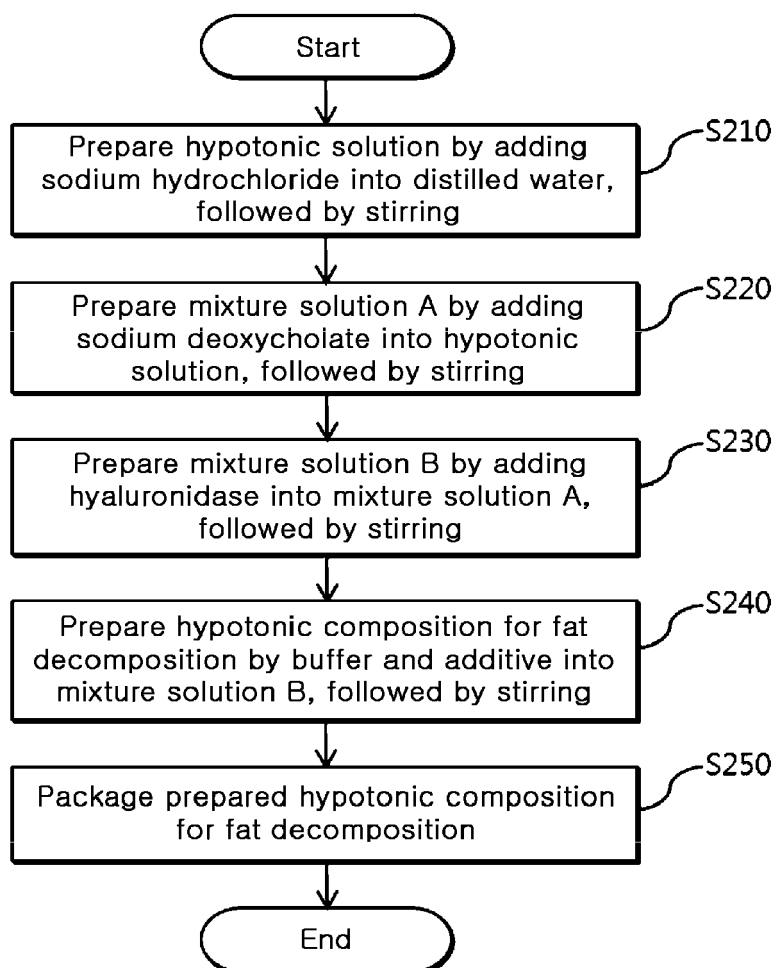 Start
Prepare hypotonic solution by adding
sodium hydrochloride into distilled water,
followed by stirring
S210
Prepare mixture solution A by adding
sodium deoxycholate into hypotonic
solution, followed by stirring
S220
Prepare mixture solution B by adding
hyaluronidase into mixture solution A,
followed by stirring
S230
Prepare hypotonic composition for fat
decomposition by buffer and additive into
mixture solution B, followed by stirring
S240
Package prepared hypotonic composition
for fat decomposition
S250
End